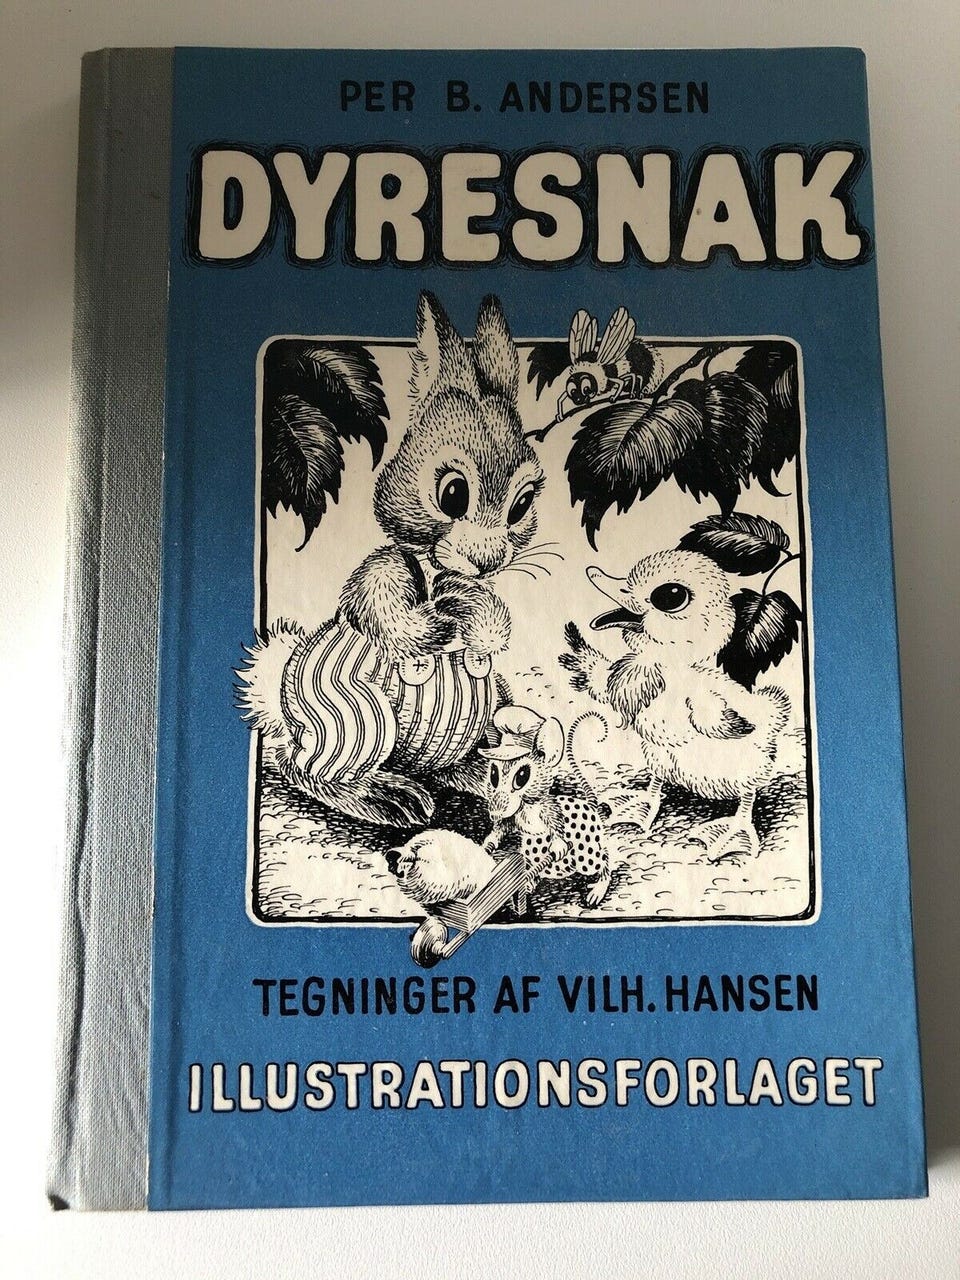 PER B. ANDERSEN
DYRESNAK
TEGNINGER AF VILH. HANSEN
ILLUSTRATIONSFORLAGET